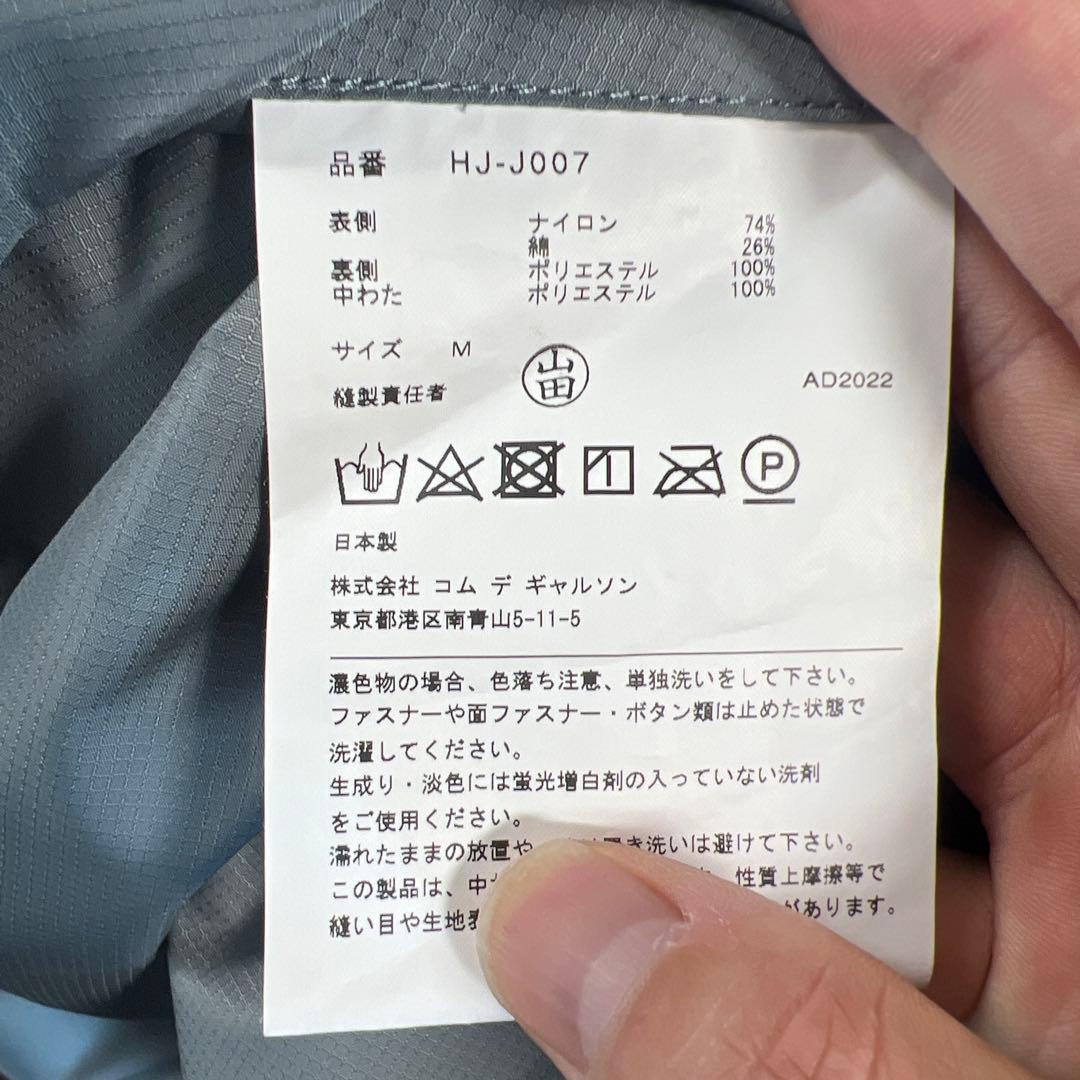 品番 HJ-J007
表側 ナイロン 74%
綿 26%
裏側 ポリエステル 100%
中わた ポリエステル 100%
サイズ M
縫製責任者 山田
AD2022
P
日本製
株式会社 コム デ ギャルソン
東京都港区南青山5-11-5
濃色物の場合、色落ち注意、単独洗いをして下さい。
ファスナーや面ファスナー・ボタン類は止めた状態で
洗濯してください。
生成り・淡色には蛍光増白剤の入っていない洗剤
をご使用ください。
濡れたままの放置や 洗いは避けて下さい。
この製品は、 性質上摩擦等で
縫い目や生地 があります。